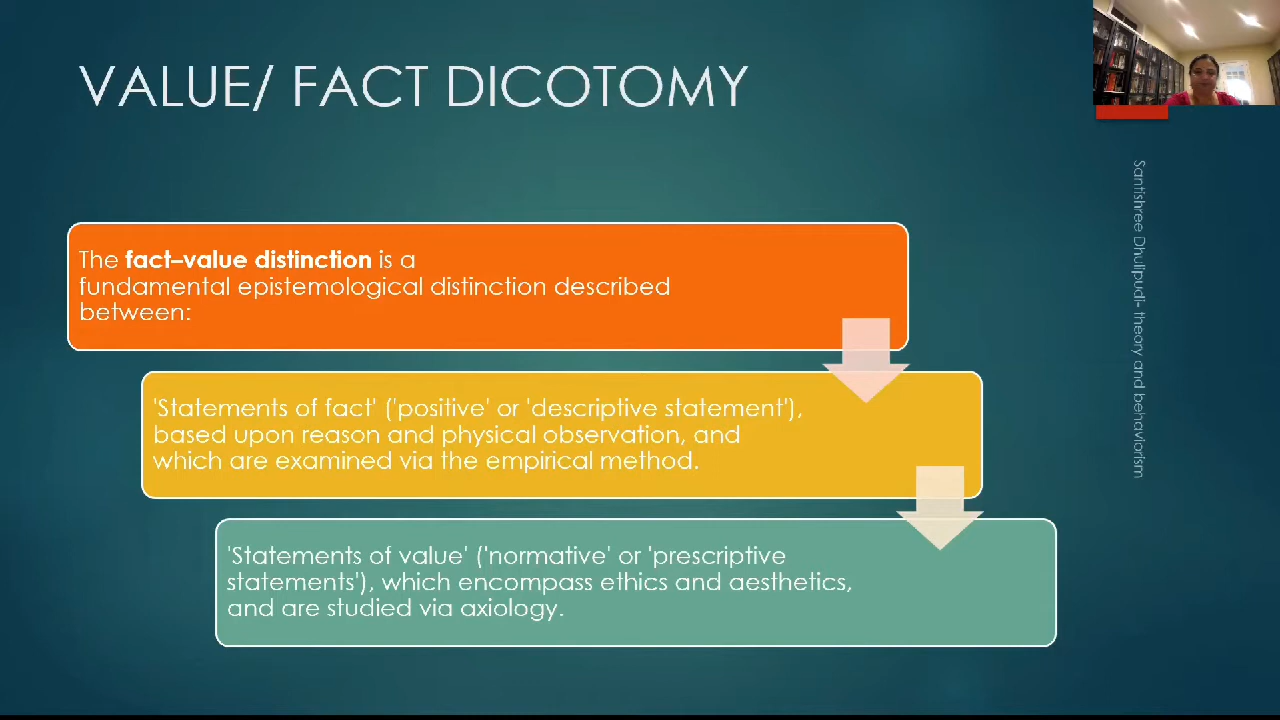 VALUE/ FACT DICOTOMY
The fact–value distinction is a
fundamental epistemological distinction described
between:
'Statements of fact' ('positive' or 'descriptive statement'),
based upon reason and physical observation, and
which are examined via the empirical method.
'Statements of value' ('normative' or 'prescriptive
statements'), which encompass ethics and aesthetics,
and are studied via axiology.
Santishree Dhulipudi- theory and behaviorism